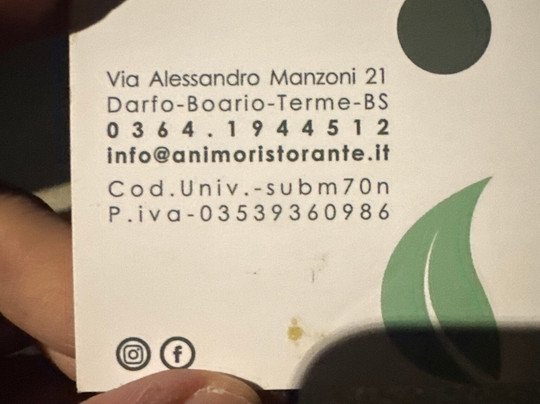 Via Alessandro Manzoni 21
Darfo-Boario-Terme-BS
0364.1944512
info@animoristorante.it
Cod.Univ.-subm70n
P.iva-03539360986